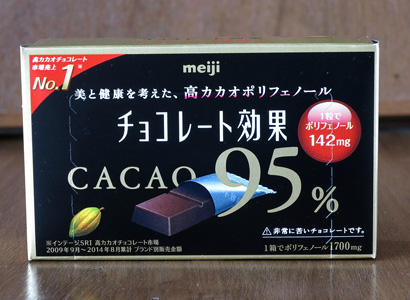 高カカオチョコレート
市場売上
No.1※
meiji
美と健康を考えた、高カカオポリフェノール
チョコレート効果
1粒で
ポリフェノール
142mg
CACAO 95%
⚠非常に苦いチョコレートです。
※インテージSRI 高カカオチョコレート市場
2009年9月～2014年8月累計 ブランド別販売金額
1箱でポリフェノール1700mg